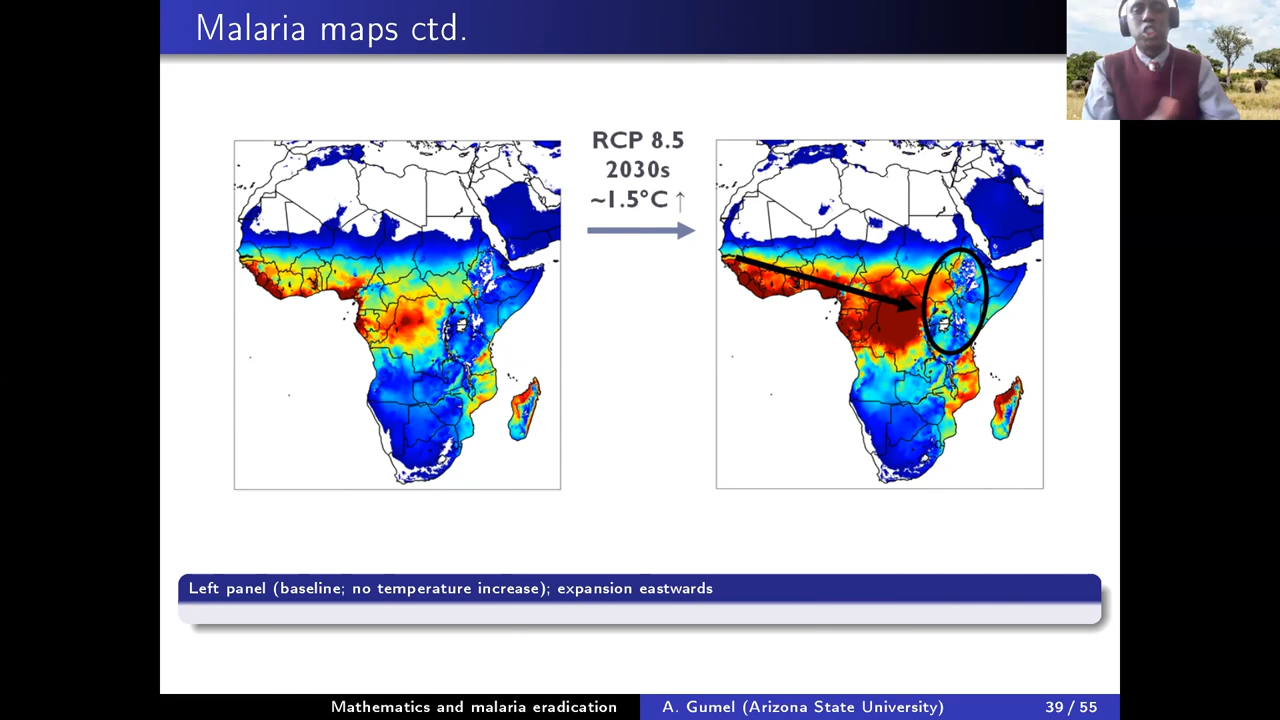 Malaria maps ctd.
RCP 8.5
2030s
~1.5°C ↑
Left panel (baseline; no temperature increase); expansion eastwards
Mathematics and malaria eradication
A. Gumel (Arizona State University)
39 / 55